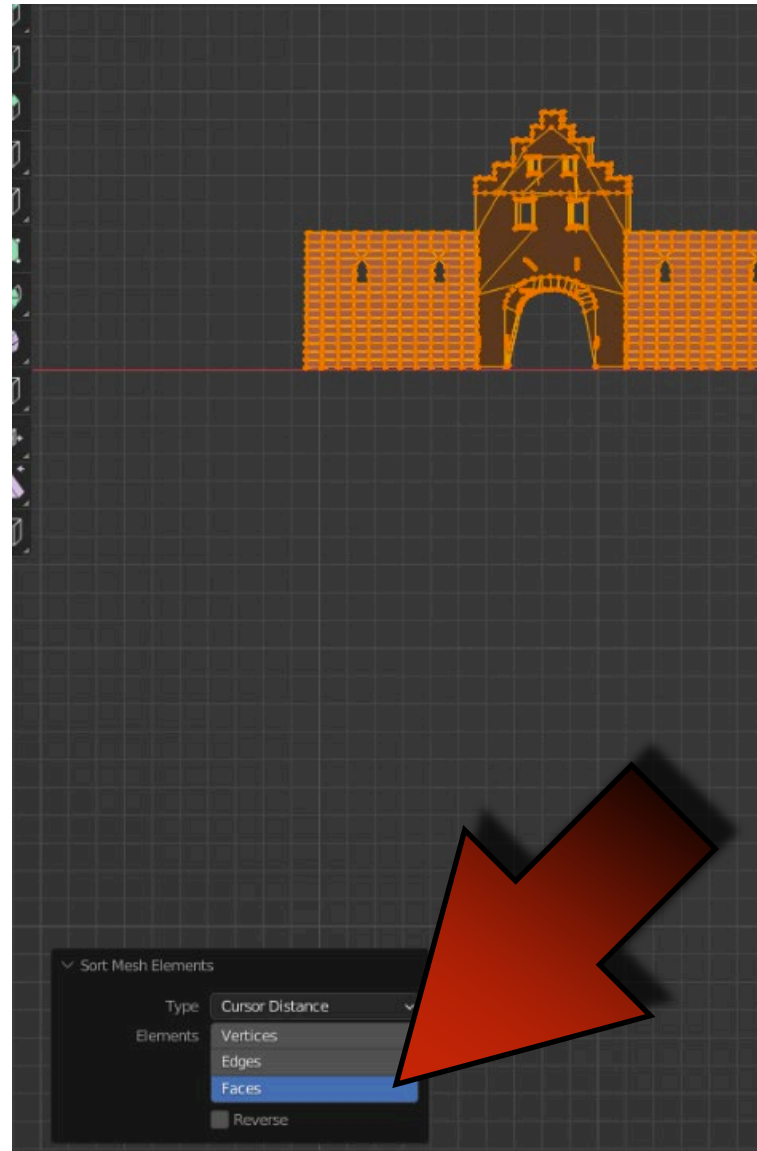 Sort Mesh Elements
Type Cursor Distance
Elements Vertices
Edges
Faces
Reverse